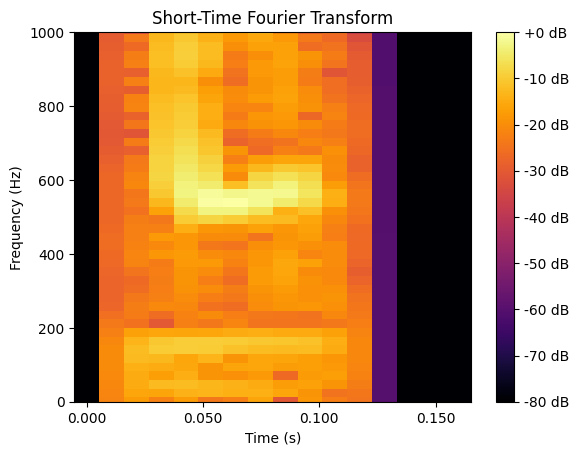 Short-Time Fourier Transform
1000
800
600
400
200
0
Frequency (Hz)
0.000
0.050
0.100
0.150
Time (s)
+0 dB
-10 dB
-20 dB
-30 dB
-40 dB
-50 dB
-60 dB
-70 dB
-80 dB